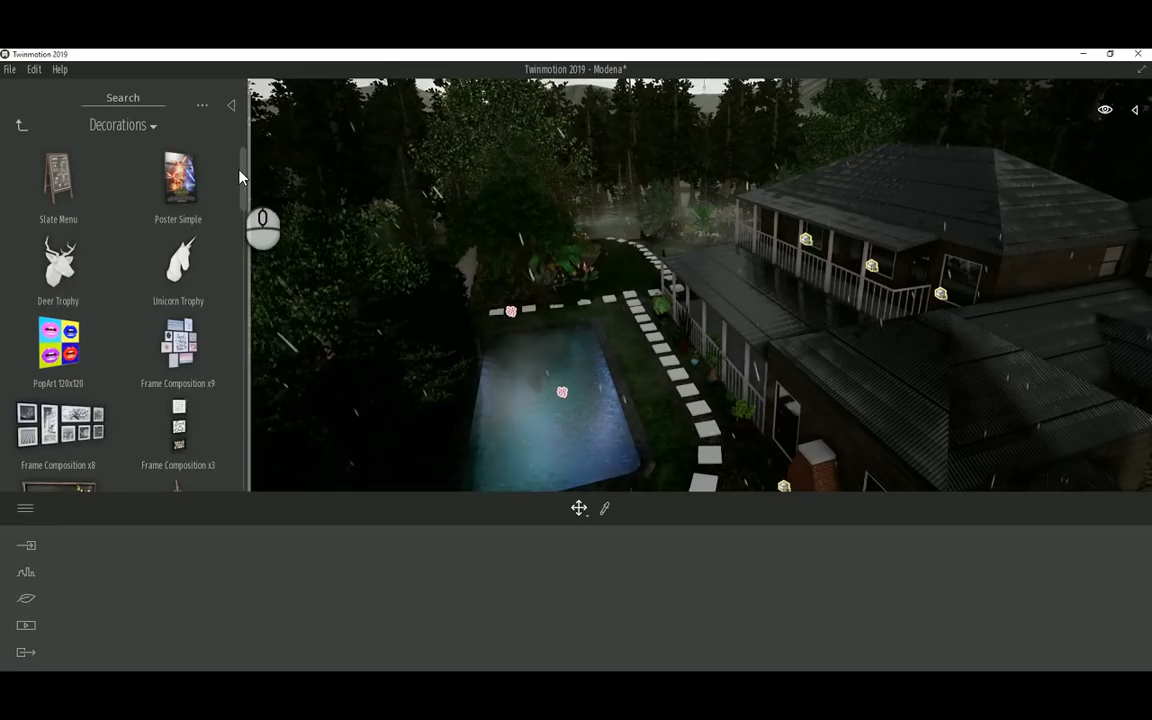 Twinmotion 2019
File Edit Help
Twinmotion 2019 - Modena*
Search
Decorations
Slate Menu
Poster Simple
Deer Trophy
Unicorn Trophy
PopArt 120x120
Frame Composition x9
Frame Composition x8
Frame Composition x3